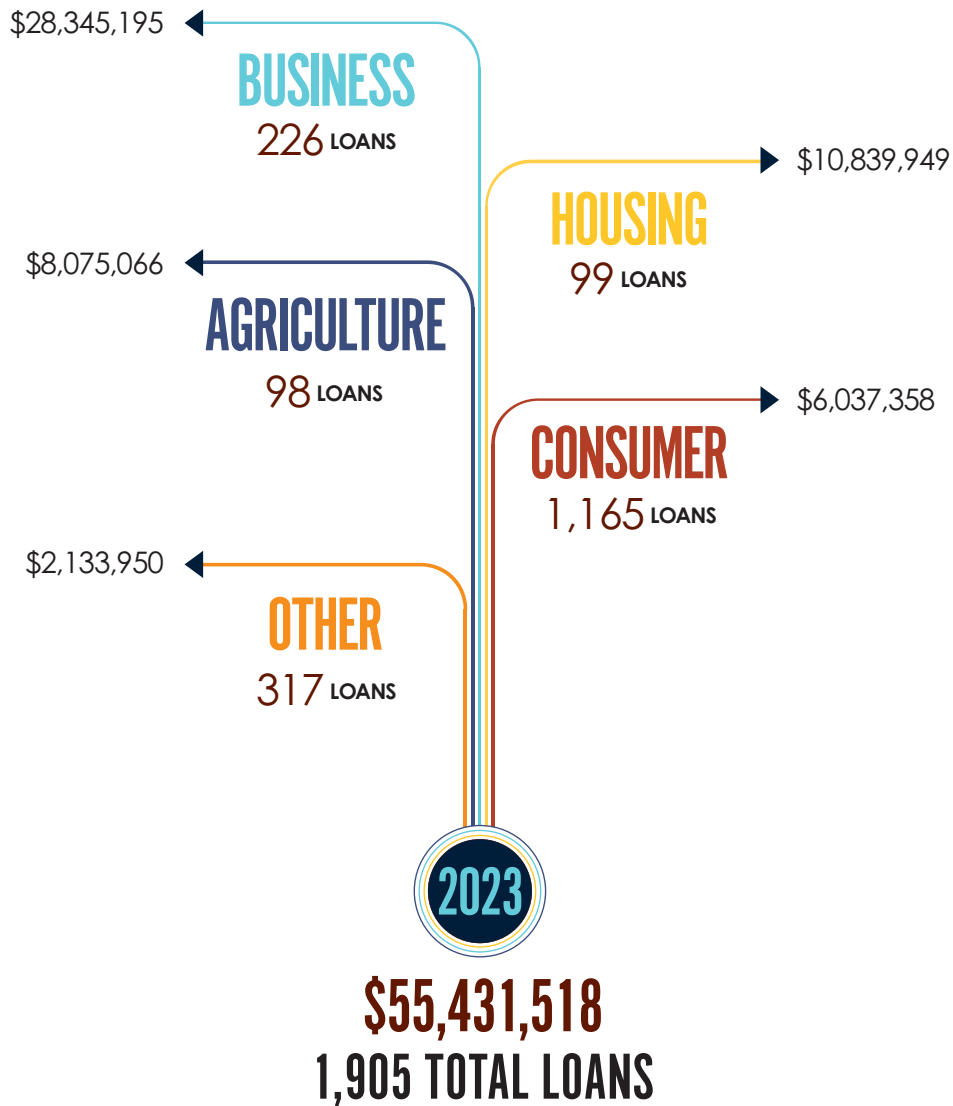 $28,345,195
BUSINESS
226 LOANS
$10,839,949
HOUSING
99 LOANS
$8,075,066
AGRICULTURE
98 LOANS
$6,037,358
CONSUMER
1,165 LOANS
$2,133,950
OTHER
317 LOANS
2023
$55,431,518
1,905 TOTAL LOANS